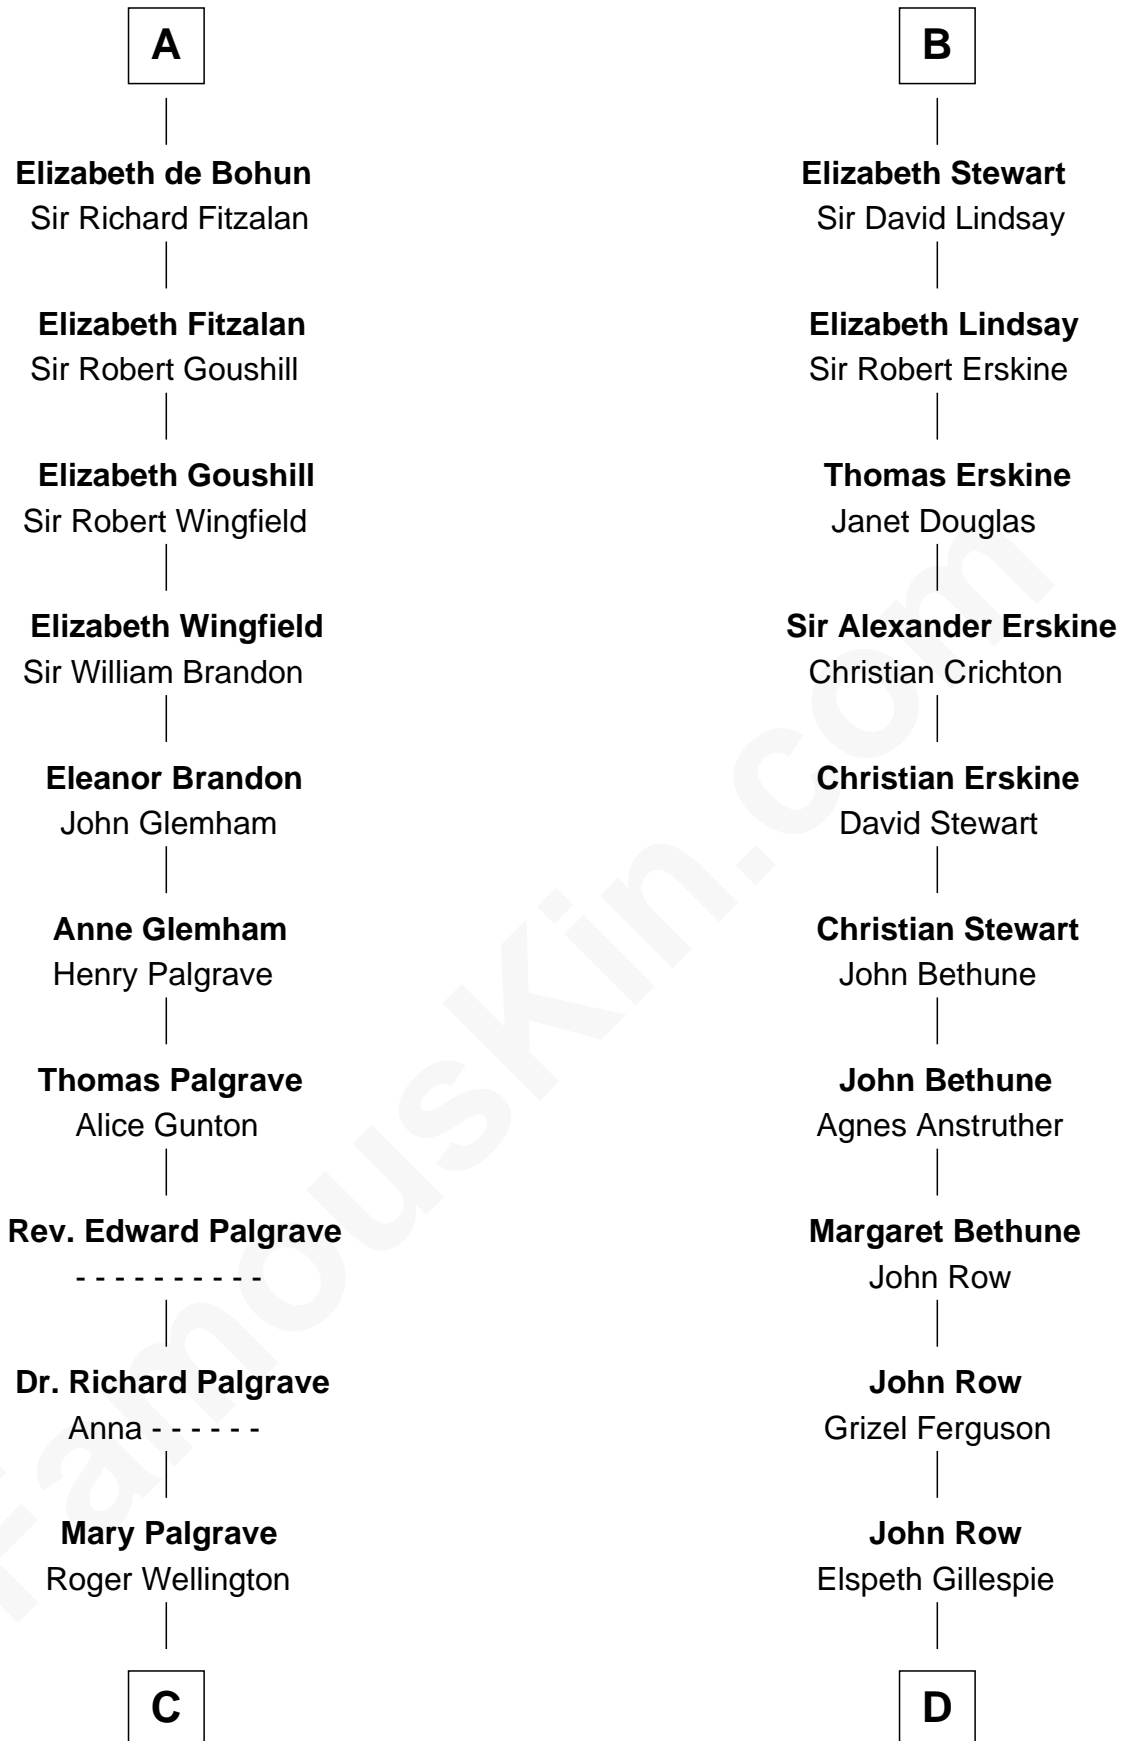 A
Elizabeth de Bohun
Sir Richard Fitzalan
Elizabeth Fitzalan
Sir Robert Goushill
Elizabeth Goushill
Sir Robert Wingfield
Elizabeth Wingfield
Sir William Brandon
Eleanor Brandon
John Glemham
Anne Glemham
Henry Palgrave
Thomas Palgrave
Alice Gunton
Rev. Edward Palgrave
- - - - - - - - - -
Dr. Richard Palgrave
Anna - - - - - -
Mary Palgrave
Roger Wellington
C
B
Elizabeth Stewart
Sir David Lindsay
Elizabeth Lindsay
Sir Robert Erskine
Thomas Erskine
Janet Douglas
Sir Alexander Erskine
Christian Crichton
Christian Erskine
David Stewart
Christian Stewart
John Bethune
John Bethune
Agnes Anstruther
Margaret Bethune
John Row
John Row
Grizel Ferguson
John Row
Elspeth Gillespie
D
FamousKin.com